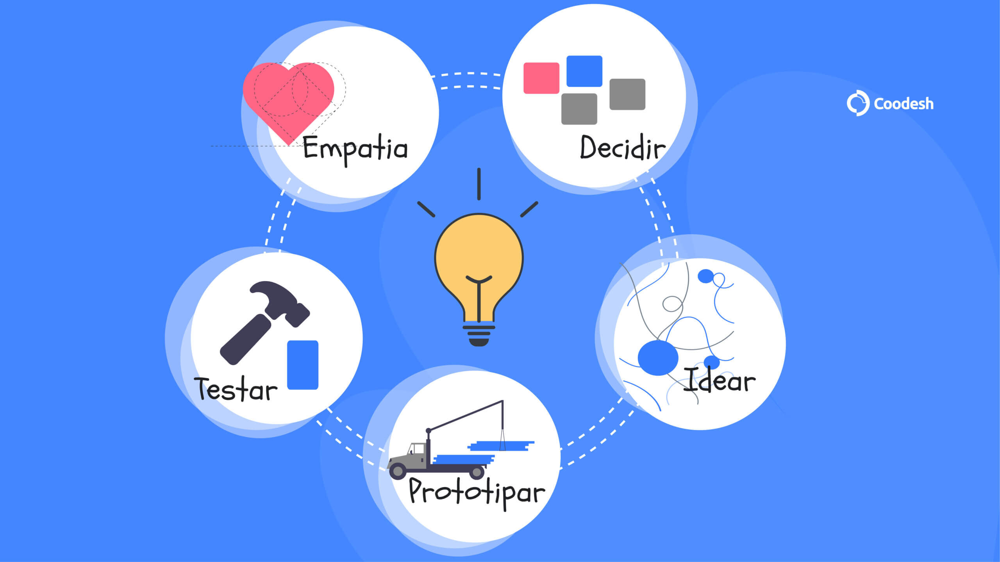 Empatia
Decidir
Coodesh
Idear
Testar
Prototipar